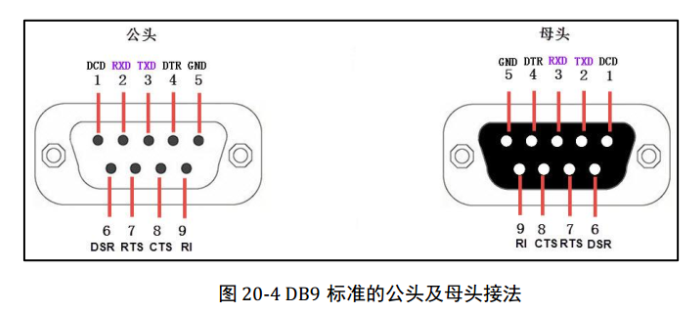 公头
DCD RXD TXD DTR GND
1 2 3 4 5
6 7 8 9
DSR RTS CTS RI
母头
GND DTR RXD TXD DCD
5 4 3 2 1
9 8 7 6
RI CTS RTS DSR
图 20-4 DB9 标准的公头及母头接法